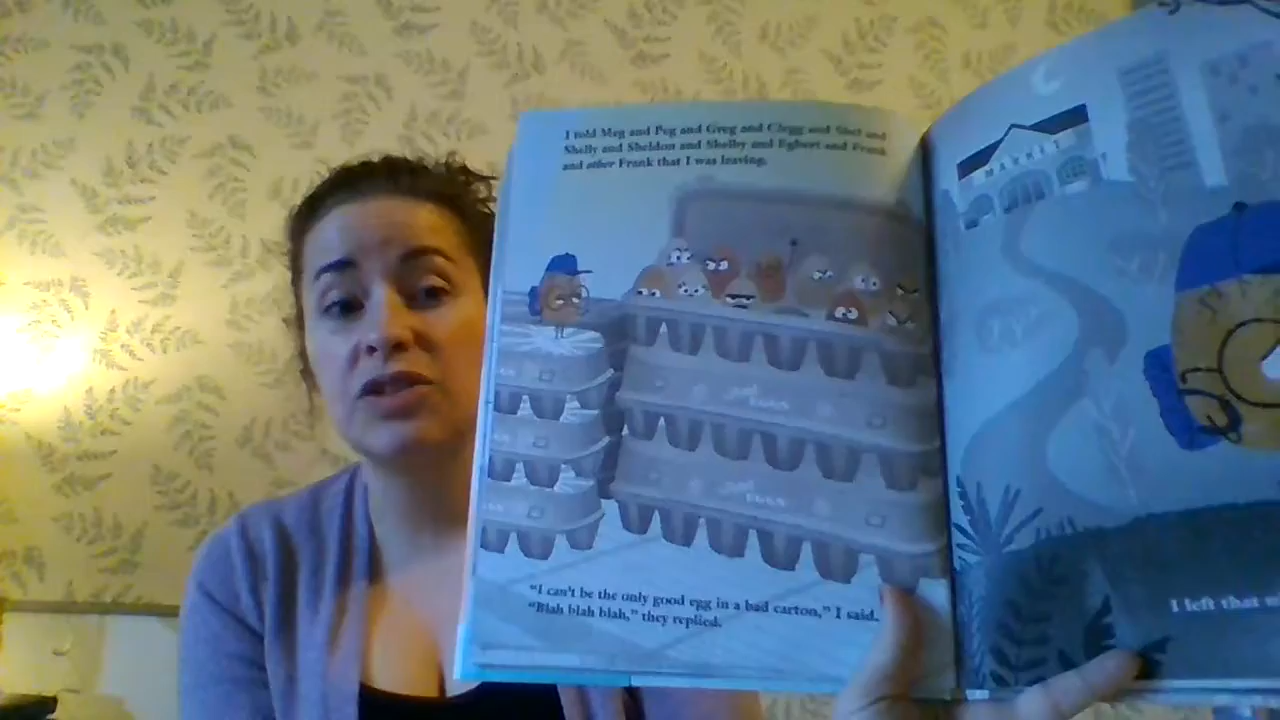 I told Meg and Peg and Greg and Clegg and Shel and
Shelly and Sheldon and Shelby and Egbert and Frank
and other Frank that I was leaving.
MARKET
EGGS
EGGS
"I can't be the only good egg in a bad carton," I said.
"Blah blah blah," they replied.
I left that